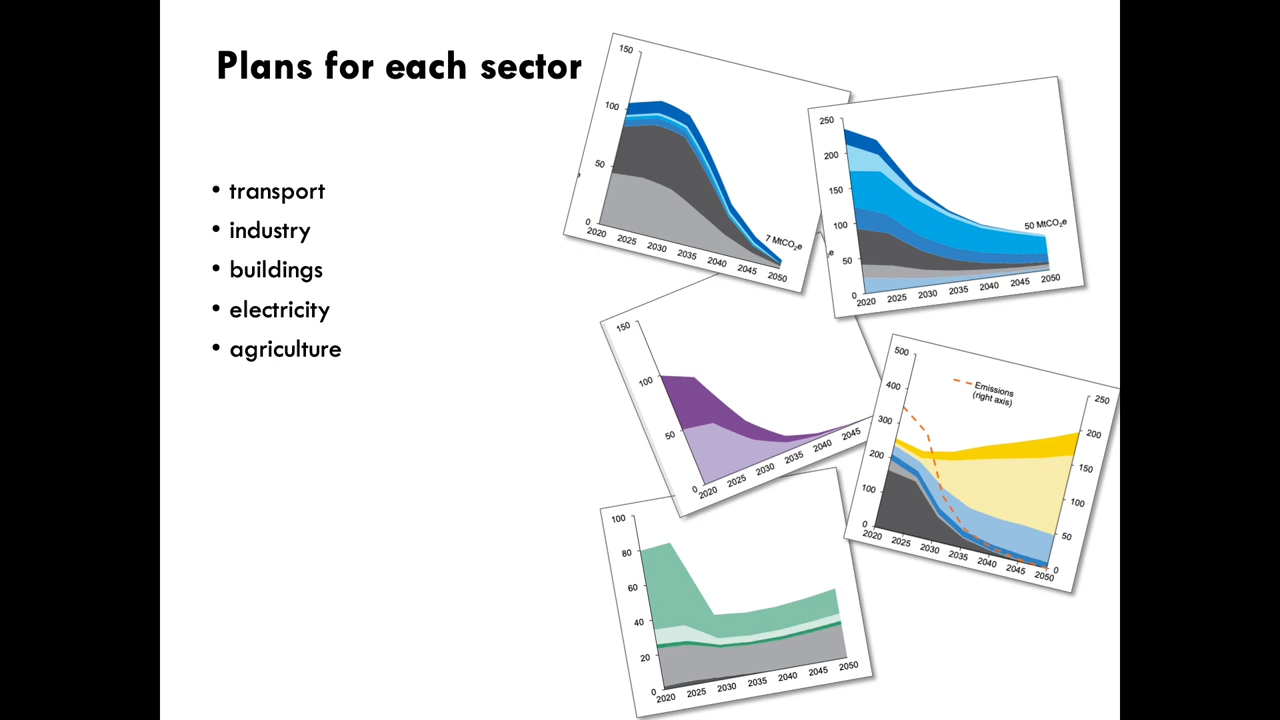 Plans for each sector
• transport
• industry
• buildings
• electricity
• agriculture
150
100
50
0
2020 2025 2030 2035 2040 2045 2050
7 MtCO₂e
250
200
150
100
50
0
2020 2025 2030 2035 2040 2045 2050
50 MtCO₂e
150
100
50
0
2020 2025 2030 2035 2040 2045
500
400
300
200
100
0
2020 2025 2030 2035 2040 2045 2050
Emissions
(right axis)
250
200
150
100
50
0
100
80
60
40
20
0
2020 2025 2030 2035 2040 2045 2050